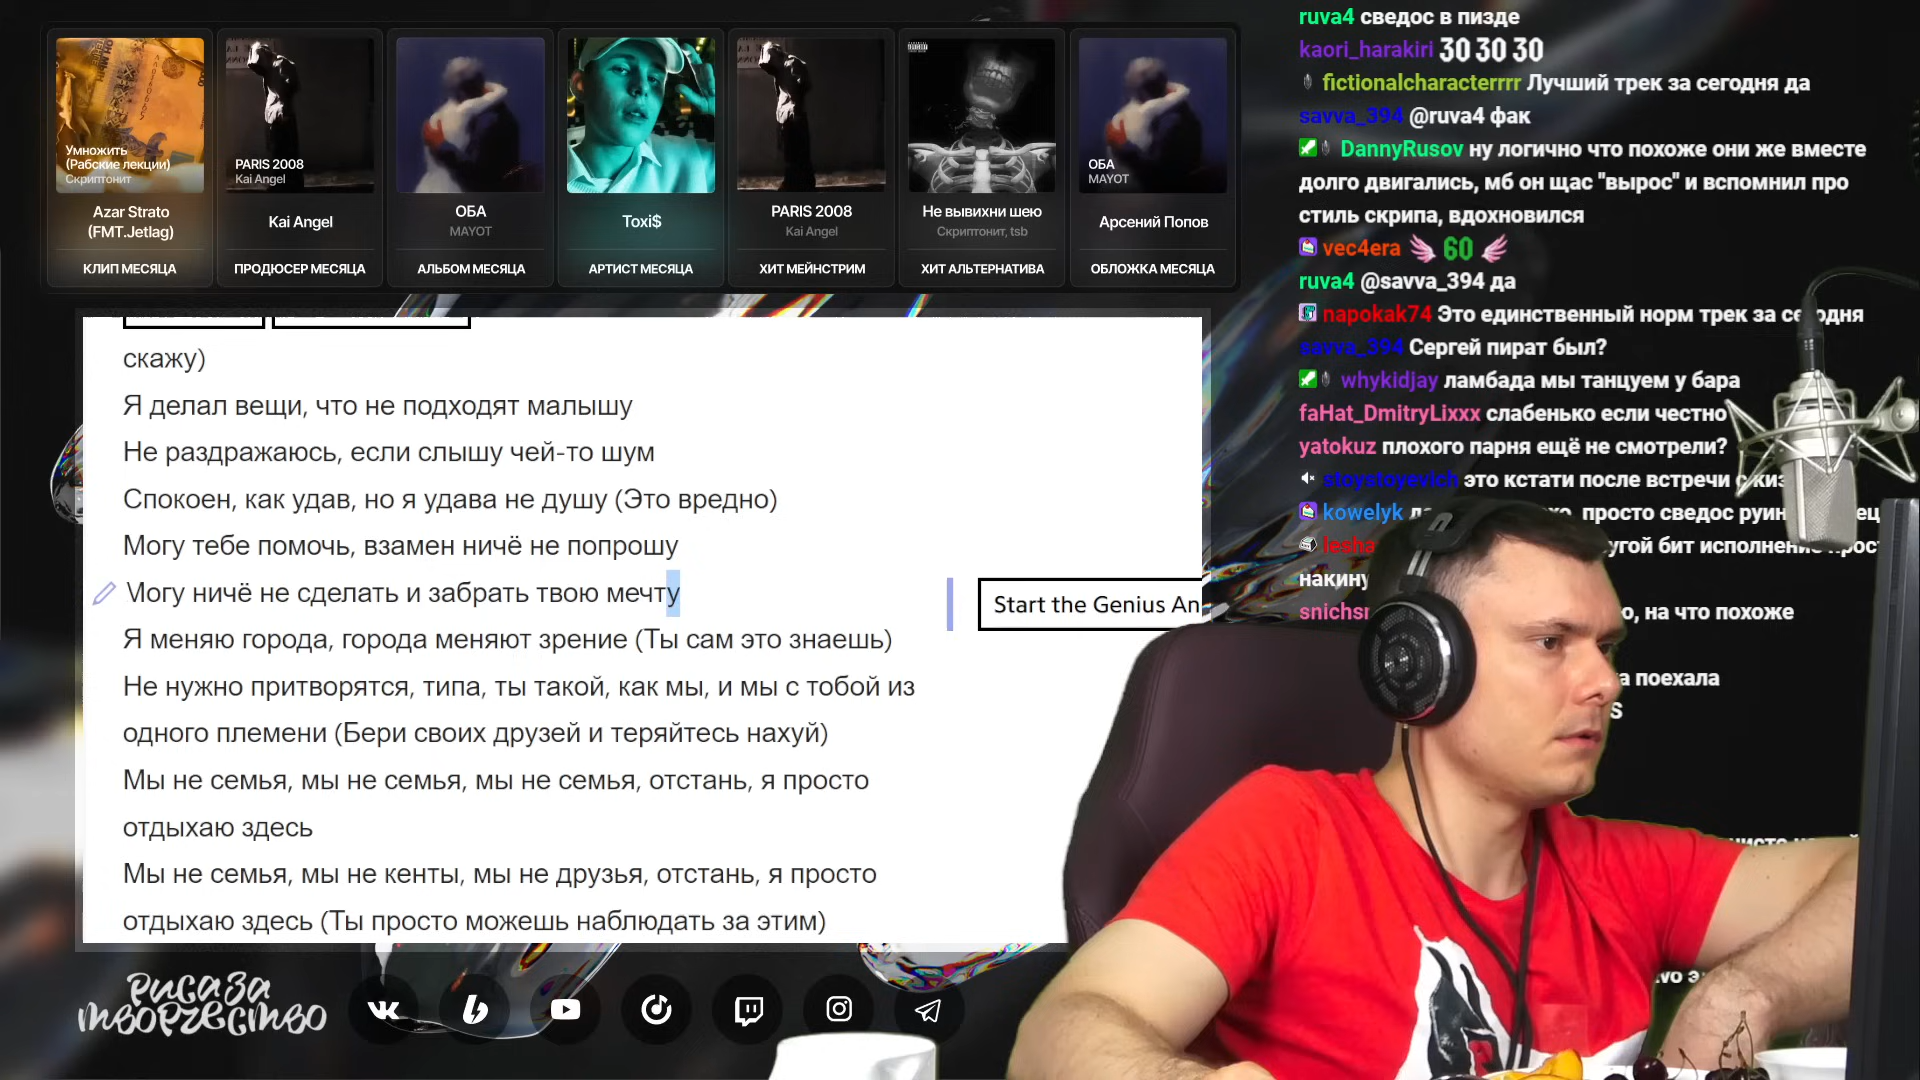 Умножить
(Рабские лекции)
Скриптонит
Azar Strato
(FMT.Jetlag)
КЛИП МЕСЯЦА
PARIS 2008
Kai Angel
Kai Angel
ПРОДЮСЕР МЕСЯЦА
ОБА
MAYOT
АЛЬБОМ МЕСЯЦА
Toxi$
АРТИСТ МЕСЯЦА
PARIS 2008
Kai Angel
ХИТ МЕЙНСТРИМ
Не вывихни шею
Скриптонит, tsb
ХИТ АЛЬТЕРНАТИВА
ОБА
MAYOT
Арсений Попов
ОБЛОЖКА МЕСЯЦА
скажу)
Я делал вещи, что не подходят малышу
Не раздражаюсь, если слышу чей-то шум
Спокоен, как удав, но я удава не душу (Это вредно)
Могу тебе помочь, взамен ничё не попрошу
Могу ничё не сделать и забрать твою мечту
Я меняю города, города меняют зрение (Ты сам это знаешь)
Не нужно притворятся, типа, ты такой, как мы, и мы с тобой из
одного племени (Бери своих друзей и теряйтесь нахуй)
Мы не семья, мы не семья, мы не семья, отстань, я просто
отдыхаю здесь
Мы не семья, мы не кенты, мы не друзья, отстань, я просто
отдыхаю здесь (Ты просто можешь наблюдать за этим)
Start the Genius An
ruva4 сведос в пизде
kaori_harakiri 30 30 30
fictionalcharacterrrr Лучший трек за сегодня да
savva_394 @ruva4 фак
DannyRusov ну логично что похоже они же вместе
долго двигались, мб он щас "вырос" и вспомнил про
стиль скрипа, вдохновился
vec4era 60
ruva4 @savva_394 да
napokak74 Это единственный норм трек за сегодня
savva_394 Сергей пират был?
whykidjay ламбада мы танцуем у бара
faHat_DmitryLixxx слабенько если честно
yatokuz плохого парня ещё не смотрели?
stoystoyevich это кстати после встречи с
kowelyk просто сведос
бит исполнение
накину
на что похоже
поехала
РИСАЗА
ТВОРЧЕСТВО